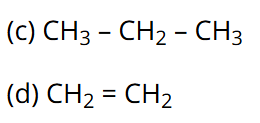 (c) CH₃ – CH₂ – CH₃
(d) CH₂ = CH₂